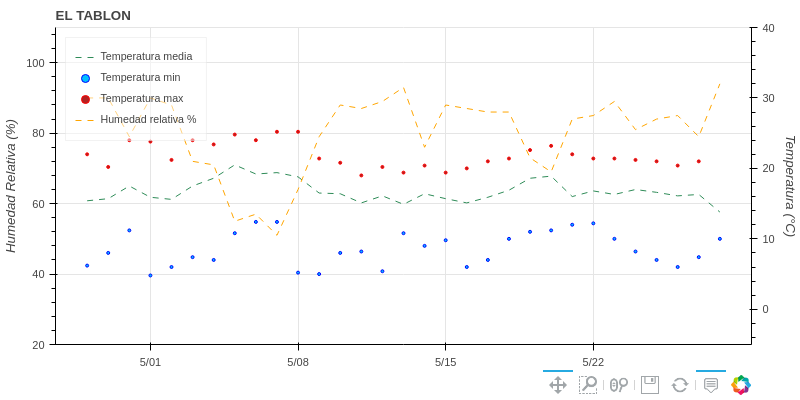 EL TABLON
Temperatura media
Temperatura min
Temperatura max
Humedad relativa %
Humedad Relativa (%)
100
80
60
40
20
40
30
20
10
0
Temperatura (°C)
5/01
5/08
5/15
5/22